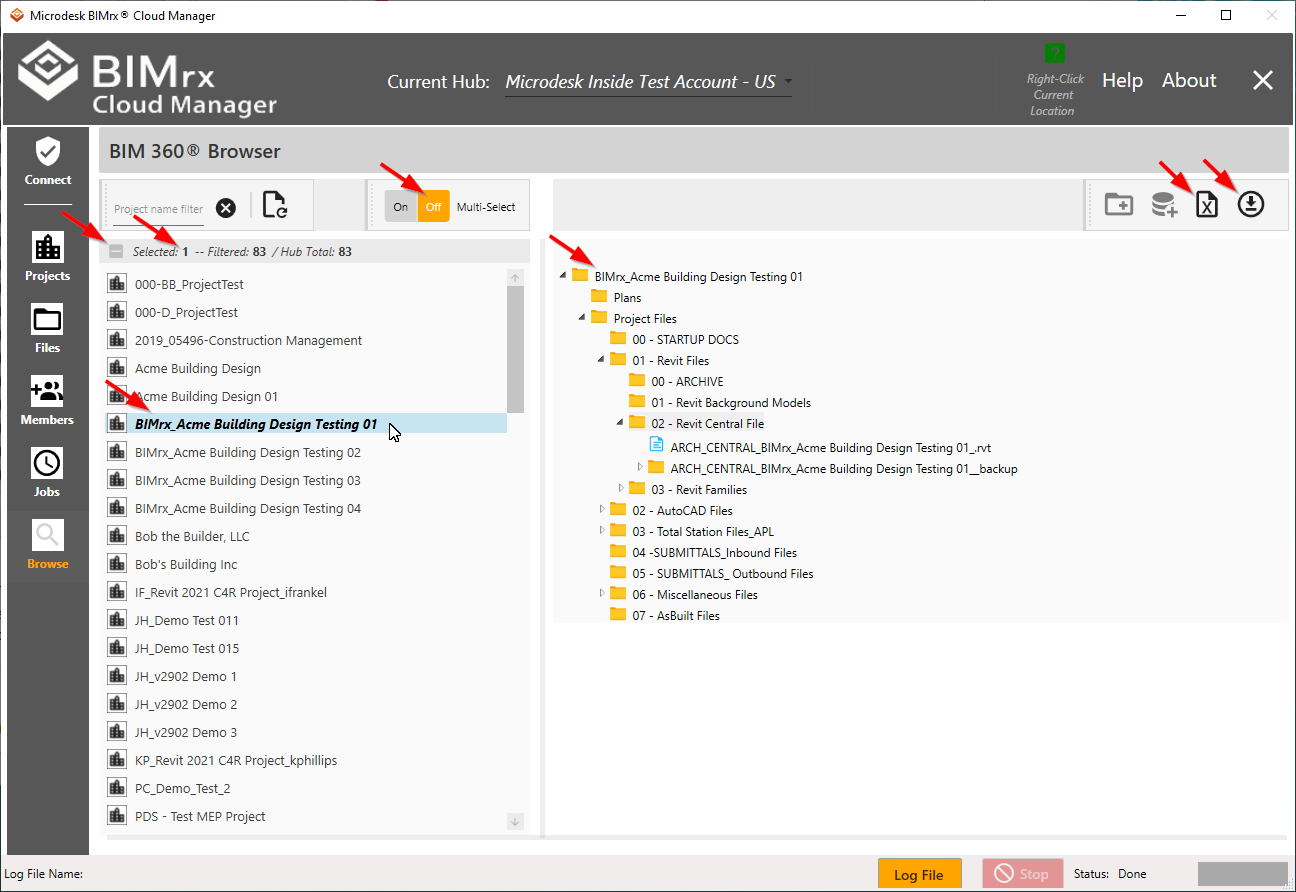 Microdesk BIMrx® Cloud Manager
BIMrx
Cloud Manager
Current Hub: Microdesk Inside Test Account - US
?
Right-Click
Current
Location
Help
About
Connect
Projects
Files
Members
Jobs
Browse
BIM 360® Browser
Project name filter
On
Off
Multi-Select
X
Selected: 1 -- Filtered: 83 / Hub Total: 83
000-BB_ProjectTest
000-D_ProjectTest
2019_05496-Construction Management
Acme Building Design
Acme Building Design 01
BIMrx_Acme Building Design Testing 01
BIMrx_Acme Building Design Testing 02
BIMrx_Acme Building Design Testing 03
BIMrx_Acme Building Design Testing 04
Bob the Builder, LLC
Bob's Building Inc
IF_Revit 2021 C4R Project_ifrankel
JH_Demo Test 011
JH_Demo Test 015
JH_v2902 Demo 1
JH_v2902 Demo 2
JH_v2902 Demo 3
KP_Revit 2021 C4R Project_kphillips
PC_Demo_Test_2
PDS - Test MEP Project
BIMrx_Acme Building Design Testing 01
Plans
Project Files
00 - STARTUP DOCS
01 - Revit Files
00 - ARCHIVE
01 - Revit Background Models
02 - Revit Central File
ARCH_CENTRAL_BIMrx_Acme Building Design Testing 01_.rvt
ARCH_CENTRAL_BIMrx_Acme Building Design Testing 01__backup
03 - Revit Families
02 - AutoCAD Files
03 - Total Station Files_APL
04 -SUBMITTALS_Inbound Files
05 - SUBMITTALS_ Outbound Files
06 - Miscellaneous Files
07 - AsBuilt Files
Log File Name:
Log File
Stop
Status: Done